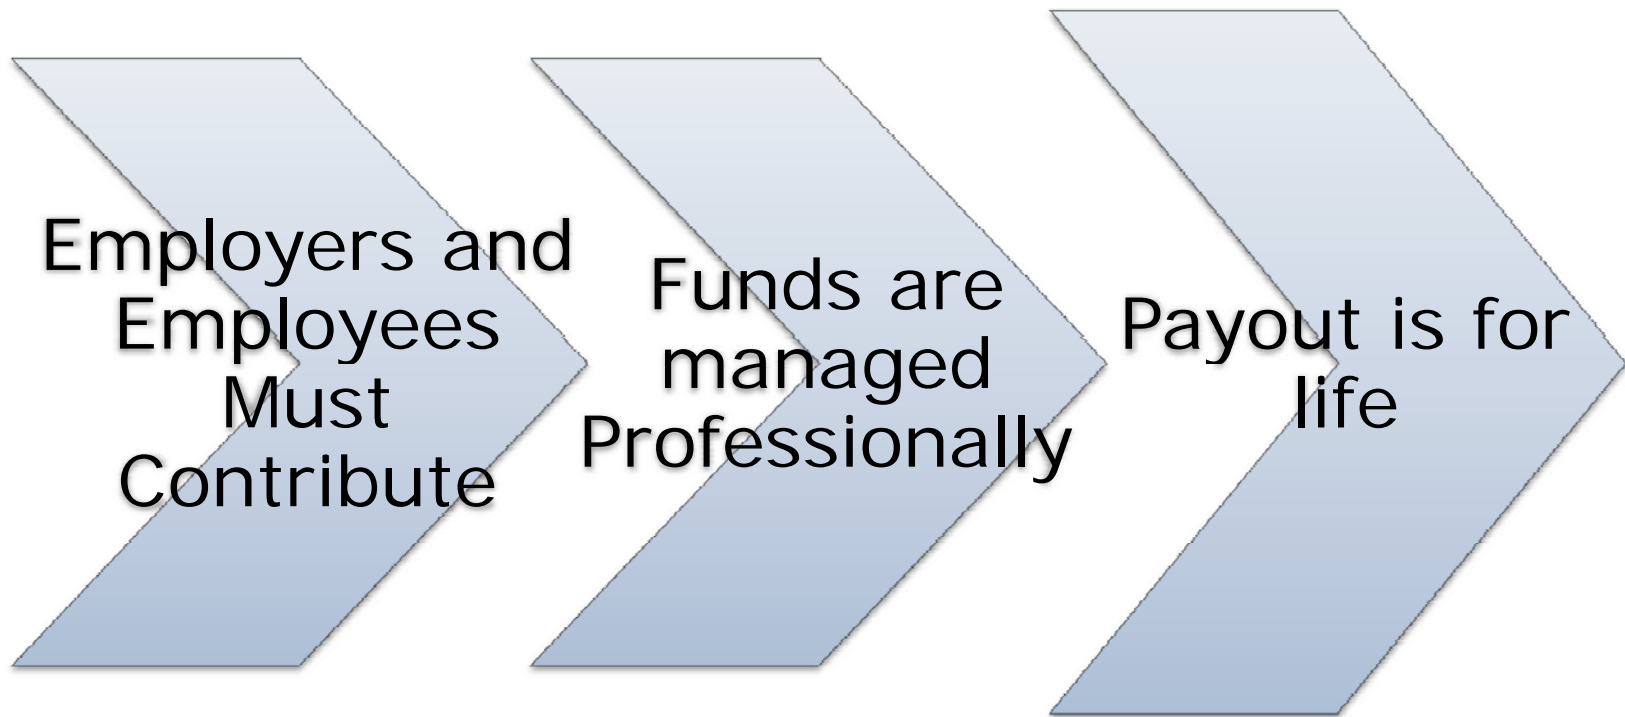 Employers and
Employees
Must
Contribute
Funds are
managed
Professionally
Payout is for
life